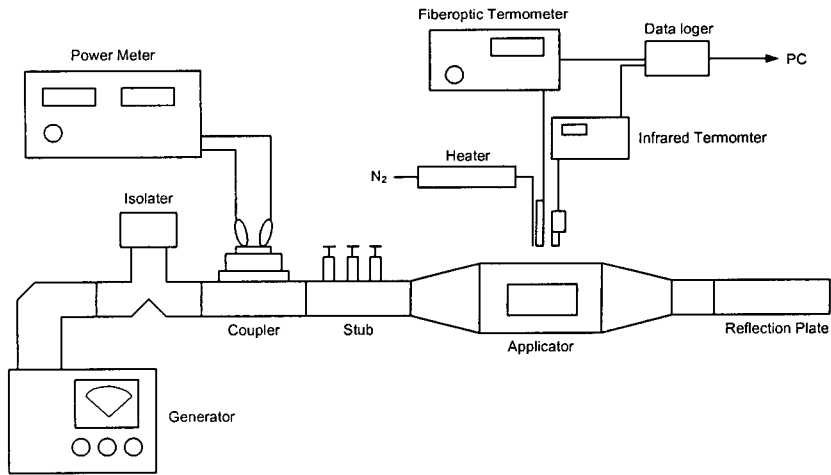 Fiberoptic Termometer
Data loger
Power Meter
PC
Infrared Termomter
Heater
N2
Isolater
Coupler
Stub
Applicator
Reflection Plate
Generator